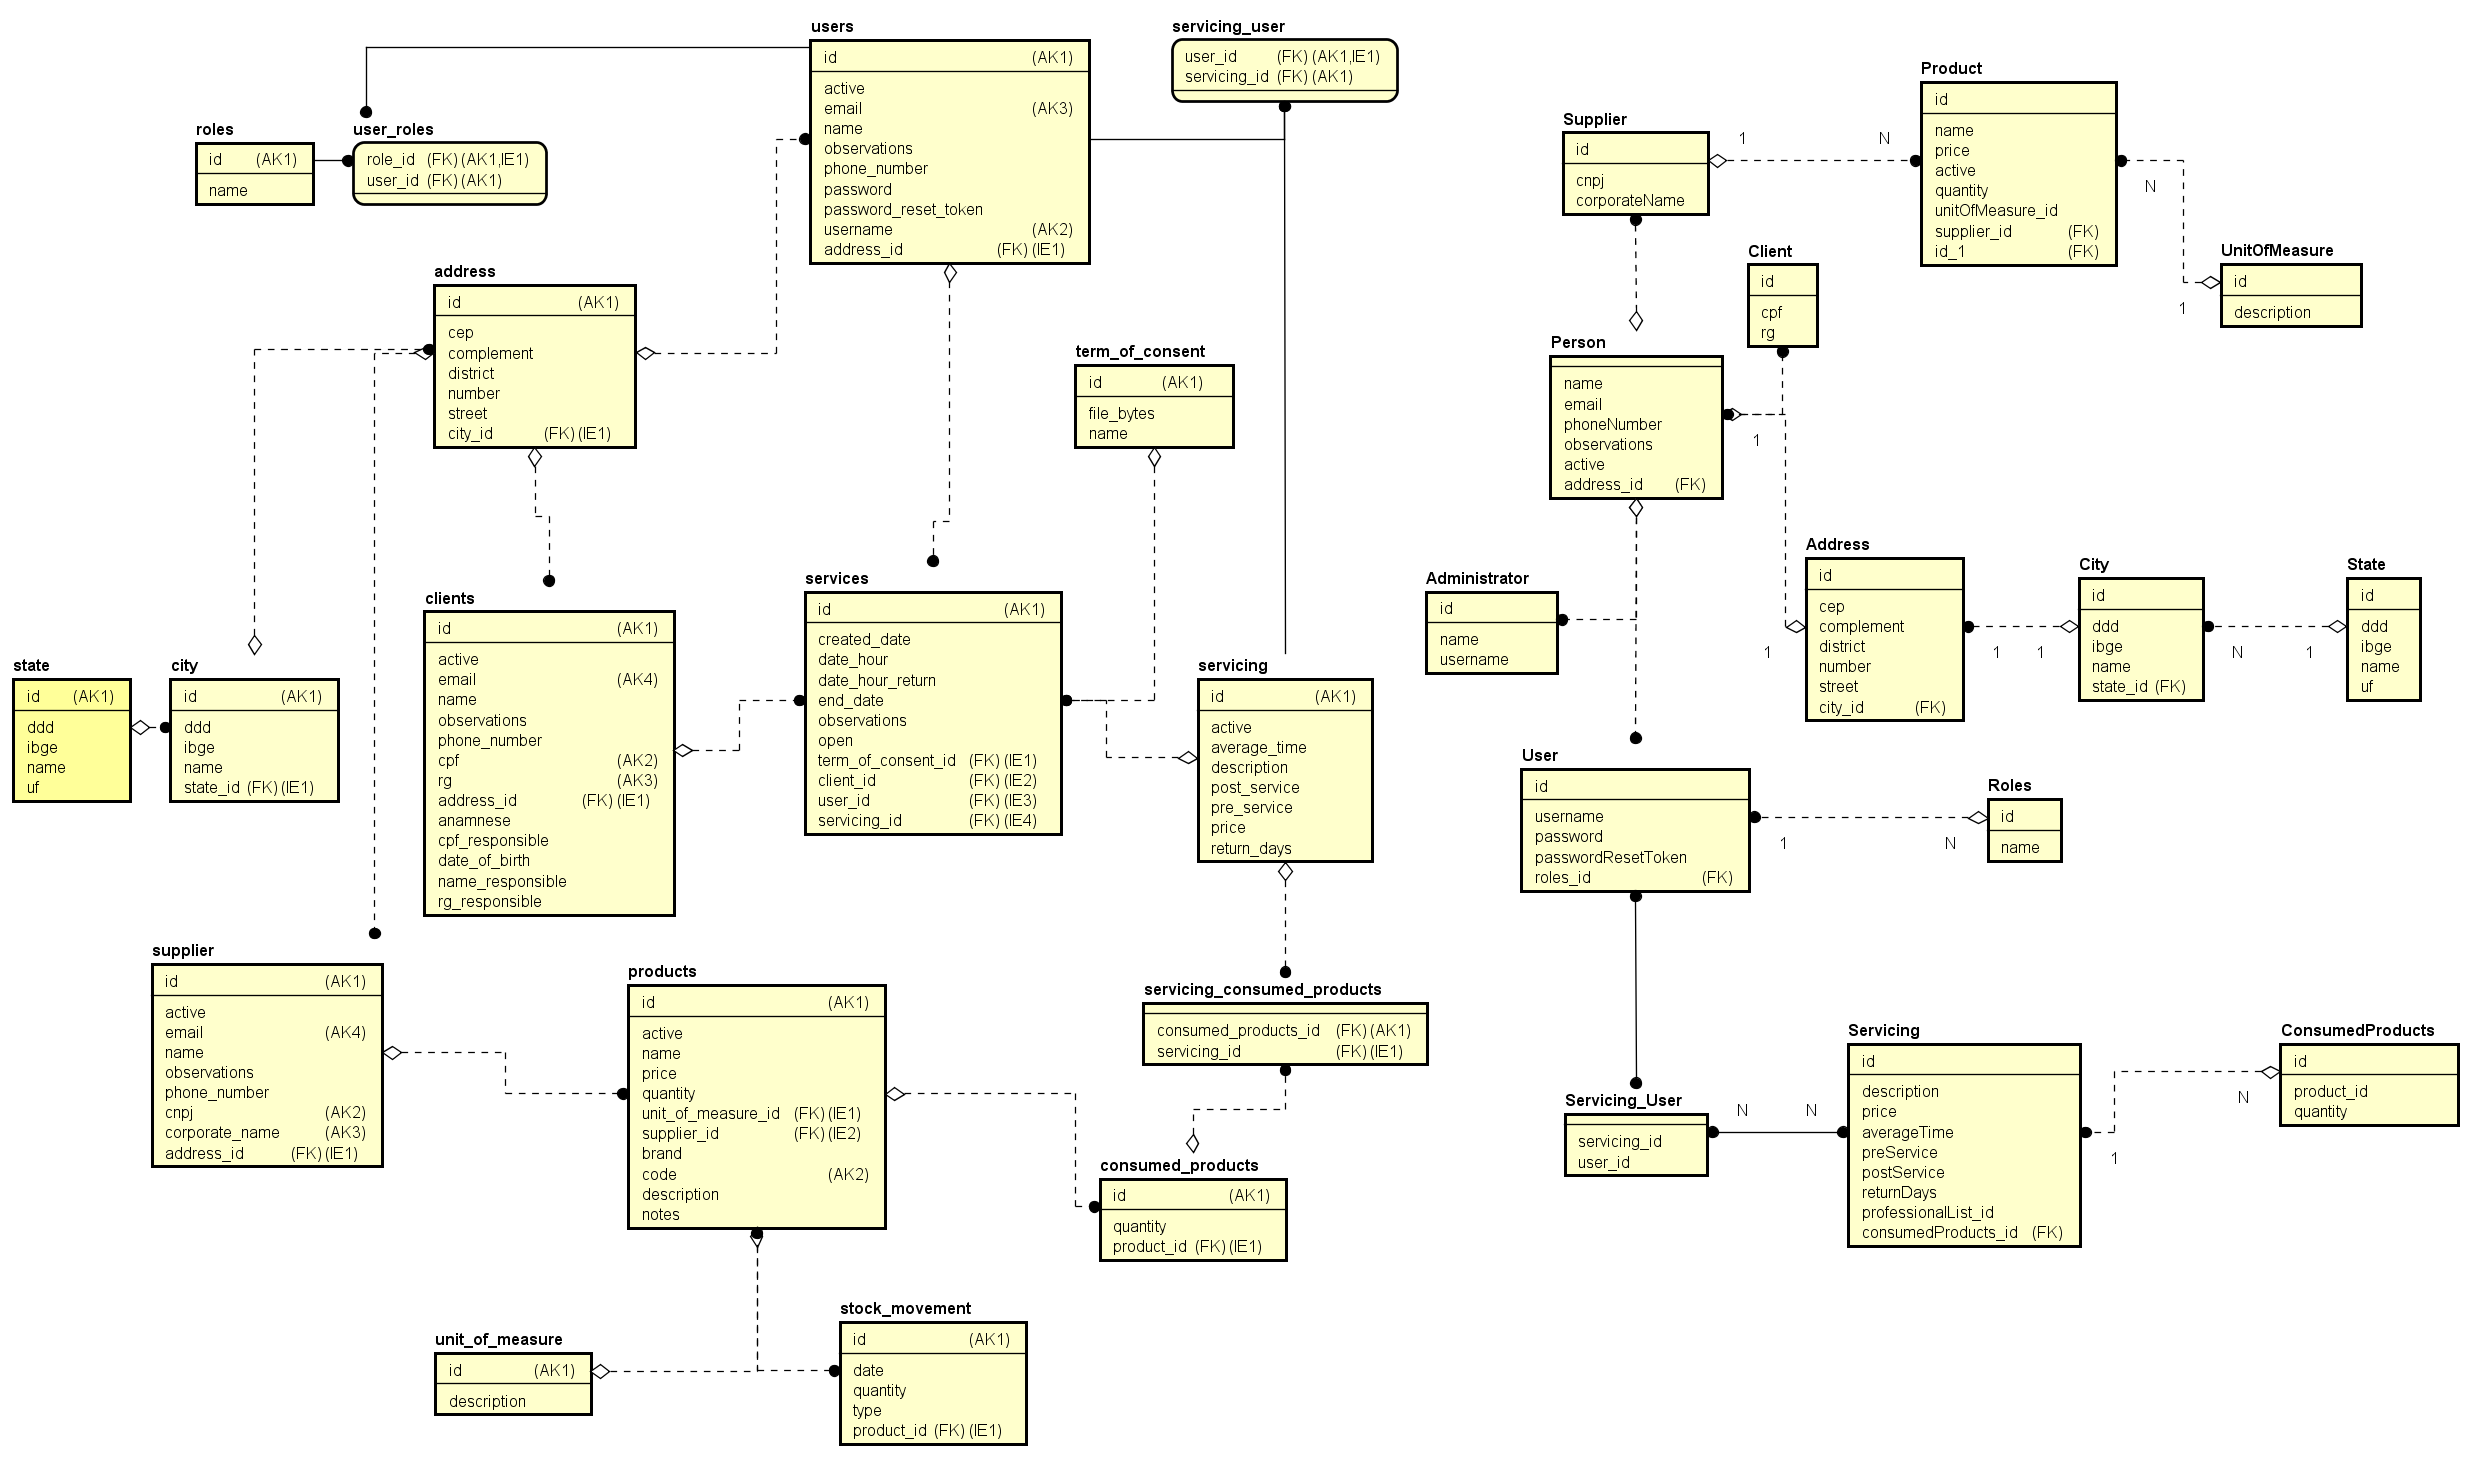 users
id (AK1)
active
email (AK3)
name
observations
phone_number
password
password_reset_token
username (AK2)
address_id (FK) (IE1)
servicing_user
user_id (FK) (AK1,IE1)
servicing_id (FK) (AK1)
roles
id (AK1)
name
user_roles
role_id (FK) (AK1,IE1)
user_id (FK) (AK1)
address
id (AK1)
cep
complement
district
number
street
city_id (FK) (IE1)
term_of_consent
id (AK1)
file_bytes
name
state
id (AK1)
ddd
ibge
name
uf
city
id (AK1)
ddd
ibge
name
state_id (FK) (IE1)
clients
id (AK1)
active
email (AK4)
name
observations
phone_number
cpf (AK2)
rg (AK3)
address_id (FK) (IE1)
anamnese
cpf_responsible
date_of_birth
name_responsible
rg_responsible
services
id (AK1)
created_date
date_hour
date_hour_return
end_date
observations
open
term_of_consent_id (FK) (IE1)
client_id (FK) (IE2)
user_id (FK) (IE3)
servicing_id (FK) (IE4)
servicing
id (AK1)
active
average_time
description
post_service
pre_service
price
return_days
supplier
id (AK1)
active
email (AK4)
name
observations
phone_number
cnpj (AK2)
corporate_name (AK3)
address_id (FK) (IE1)
products
id (AK1)
active
name
price
quantity
unit_of_measure_id (FK) (IE1)
supplier_id (FK) (IE2)
brand
code (AK2)
description
notes
servicing_consumed_products
consumed_products_id (FK) (AK1)
servicing_id (FK) (IE1)
consumed_products
id (AK1)
quantity
product_id (FK) (IE1)
unit_of_measure
id (AK1)
description
stock_movement
id (AK1)
date
quantity
type
product_id (FK) (IE1)
Supplier
id
cnpj
corporateName
1
N
Product
id
name
price
active
quantity
unitOfMeasure_id
supplier_id (FK)
id_1 (FK)
N
1
UnitOfMeasure
id
description
Client
id
cpf
rg
Person
name
email
phoneNumber
observations
active
address_id (FK)
1
1
Administrator
id
name
username
Address
id
cep
complement
district
number
street
city_id (FK)
1
1
City
id
ddd
ibge
name
state_id (FK)
N
1
State
id
ddd
ibge
name
uf
User
id
username
password
passwordResetToken
roles_id (FK)
1
N
Roles
id
name
Servicing_User
servicing_id
user_id
N
N
Servicing
id
description
price
averageTime
preService
postService
returnDays
professionalList_id
consumedProducts_id (FK)
1
N
ConsumedProducts
id
product_id
quantity